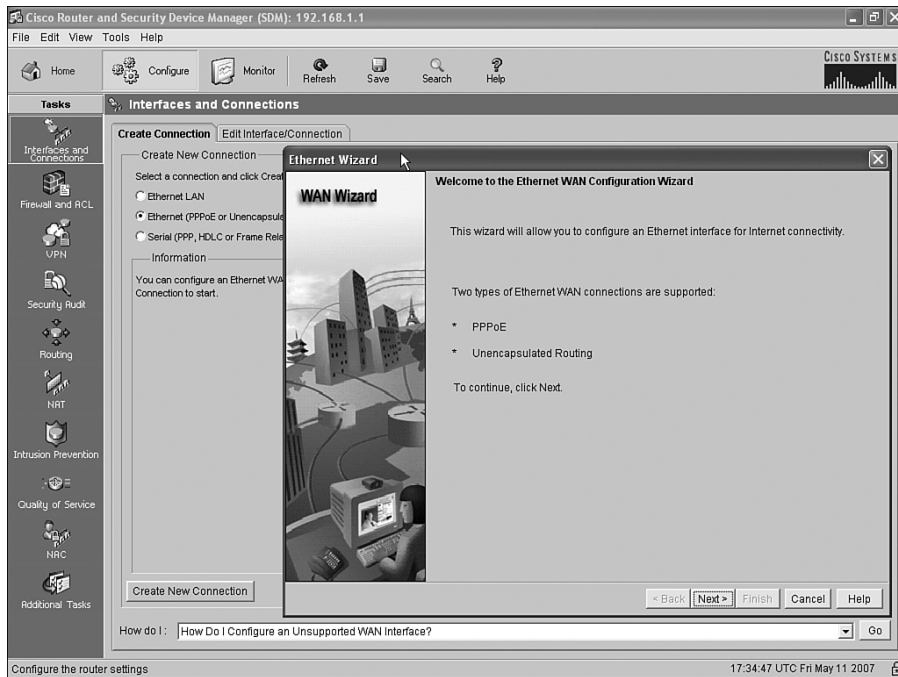 Cisco Router and Security Device Manager (SDM): 192.168.1.1
File Edit View Tools Help
Home Configure Monitor Refresh Save Search Help
CISCO SYSTEMS
Tasks
Interfaces and Connections
Interfaces and Connections
Firewall and ACL
VPN
Security Audit
Routing
NAT
Intrusion Prevention
Quality of Service
NAC
Additional Tasks
Create Connection Edit Interface/Connection
Create New Connection
Select a connection and click Crea
Ethernet LAN
Ethernet (PPPoE or Unencapsula
Serial (PPP, HDLC or Frame Rela
Information
You can configure an Ethernet WA
Connection to start.
Create New Connection
Ethernet Wizard
WAN Wizard
Welcome to the Ethernet WAN Configuration Wizard
This wizard will allow you to configure an Ethernet interface for Internet connectivity.
Two types of Ethernet WAN connections are supported:
* PPPoE
* Unencapsulated Routing
To continue, click Next.
< Back Next > Finish Cancel Help
How do I: How Do I Configure an Unsupported WAN Interface? Go
Configure the router settings 17:34:47 UTC Fri May 11 2007